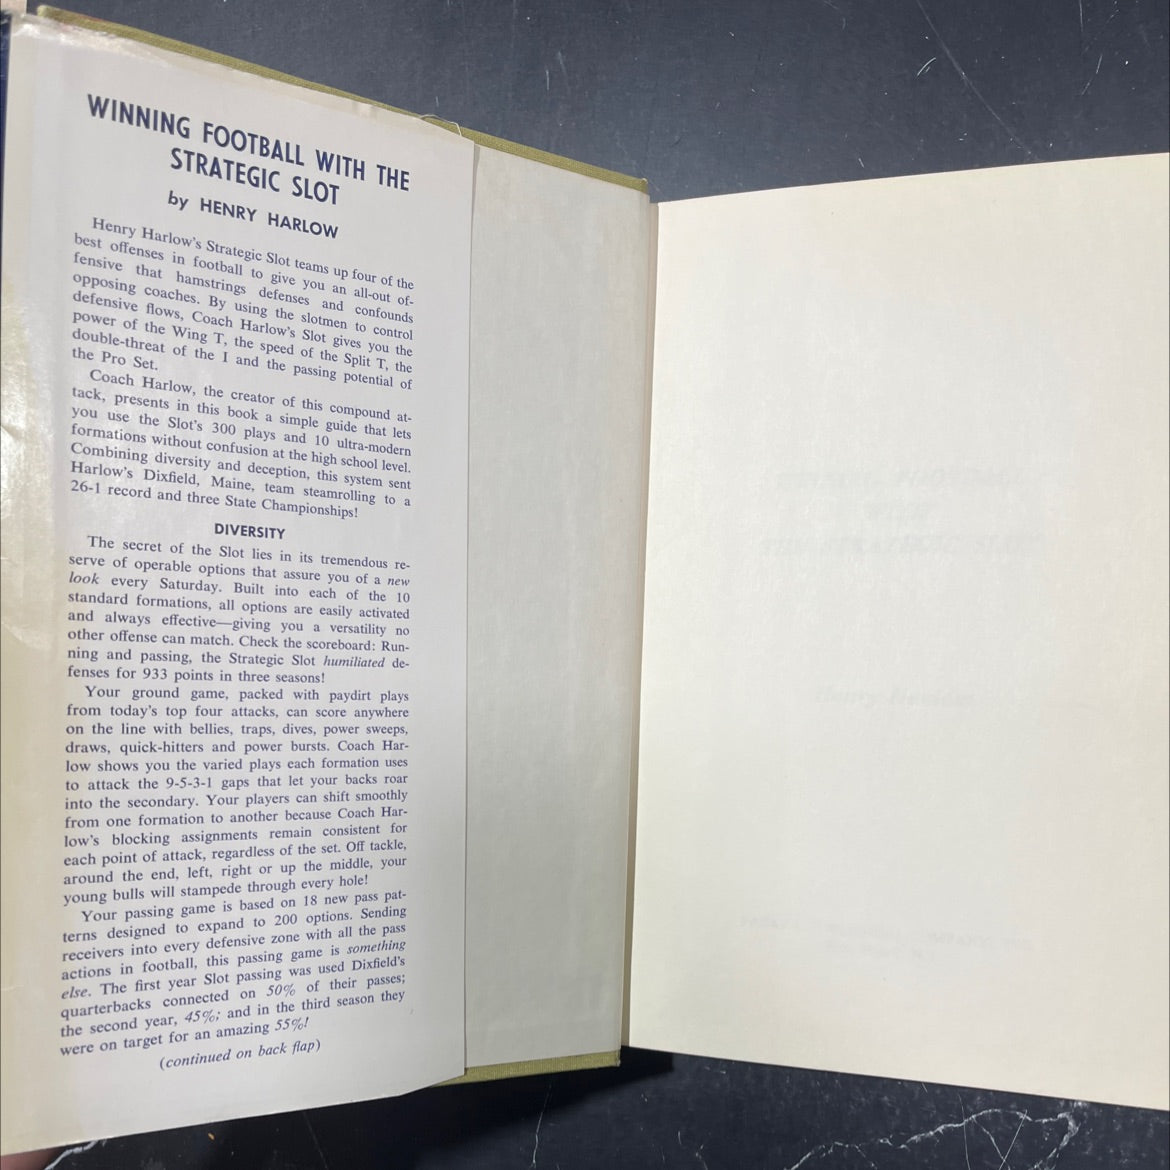 WINNING FOOTBALL WITH THE
STRATEGIC SLOT
by HENRY HARLOW
Henry Harlow's Strategic Slot teams up four of the
best offenses in football to give you an all-out of-
fensive that hamstrings defenses and confounds
opposing coaches. By using the slotmen to control
defensive flows, Coach Harlow's Slot gives you the
power of the Wing T, the speed of the Split T, the
double-threat of the I and the passing potential of
the Pro Set.
Coach Harlow, the creator of this compound at-
tack, presents in this book a simple guide that lets
you use the Slot's 300 plays and 10 ultra-modern
formations without confusion at the high school level.
Combining diversity and deception, this system sent
Harlow's Dixfield, Maine, team steamrolling to a
26-1 record and three State Championships!
DIVERSITY
The secret of the Slot lies in its tremendous re-
serve of operable options that assure you of a new
look every Saturday. Built into each of the 10
standard formations, all options are easily activated
and always effective—giving you a versatility no
other offense can match. Check the scoreboard: Run-
ning and passing, the Strategic Slot humiliated de-
fenses for 933 points in three seasons!
Your ground game, packed with paydirt plays
from today's top four attacks, can score anywhere
on the line with bellies, traps, dives, power sweeps,
draws, quick-hitters and power bursts. Coach Har-
low shows you the varied plays each formation uses
to attack the 9-5-3-1 gaps that let your backs roar
into the secondary. Your players can shift smoothly
from one formation to another because Coach Har-
low's blocking assignments remain consistent for
each point of attack, regardless of the set. Off tackle,
around the end, left, right or up the middle, your
young bulls will stampede through every hole!
Your passing game is based on 18 new pass pat-
terns designed to expand to 200 options. Sending
receivers into every defensive zone with all the pass
actions in football, this passing game is something
else. The first year Slot passing was used Dixfield's
quarterbacks connected on 50% of their passes;
the second year, 45%; and in the third season they
were on target for an amazing 55%!
(continued on back flap)